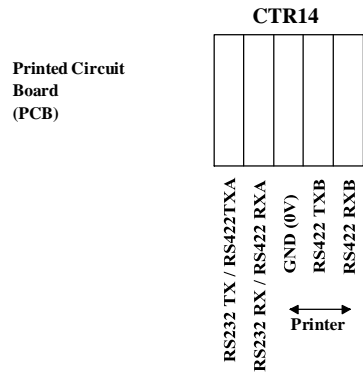 CTR14
Printed Circuit
Board
(PCB)
RS232 TX / RS422TXA
RS232 RX / RS422 RXA
GND (0V)
RS422 TXB
RS422 RXB
Printer